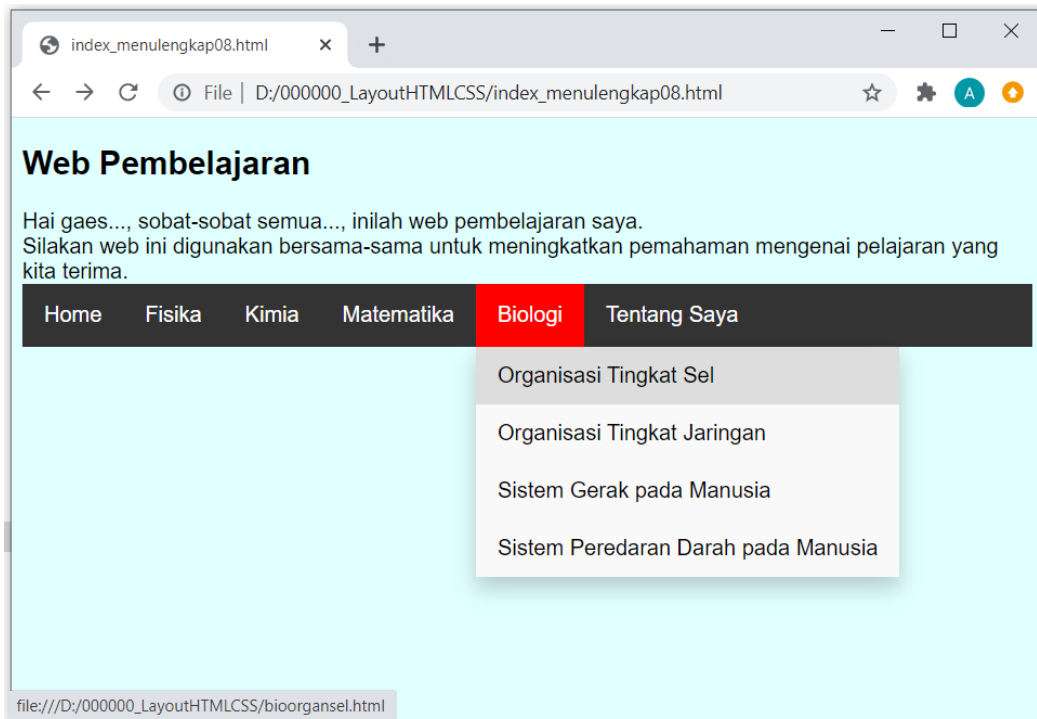 index_menulengkap08.html
File | D:/000000_LayoutHTMLCSS/index_menulengkap08.html
A
Web Pembelajaran
Hai gaes..., sobat-sobat semua..., inilah web pembelajaran saya.
Silakan web ini digunakan bersama-sama untuk meningkatkan pemahaman mengenai pelajaran yang
kita terima.
Home Fisika Kimia Matematika Biologi Tentang Saya
Organisasi Tingkat Sel
Organisasi Tingkat Jaringan
Sistem Gerak pada Manusia
Sistem Peredaran Darah pada Manusia
file:///D:/000000_LayoutHTMLCSS/bioorgansel.html